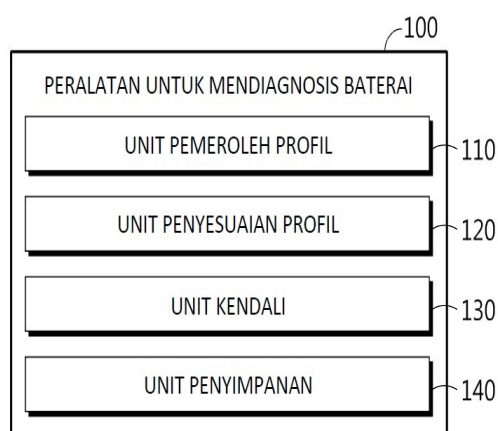 100
PERALATAN UNTUK MENDIAGNOSIS BATERAI
UNIT PEMEROLEH PROFIL
110
UNIT PENYESUAIAN PROFIL
120
UNIT KENDALI
130
UNIT PENYIMPANAN
140